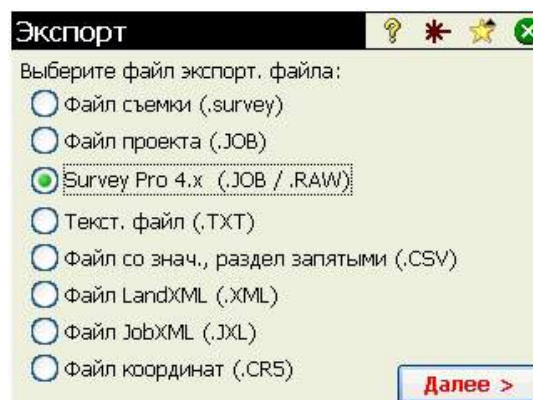 Экспорт
Выберите файл экспорт. файла:
Файл съемки (.survey)
Файл проекта (.JOB)
Survey Pro 4.x (.JOB / .RAW)
Текст. файл (.TXT)
Файл со знач., раздел запятыми (.CSV)
Файл LandXML (.XML)
Файл JobXML (.JXL)
Файл координат (.CR5)
Далее >